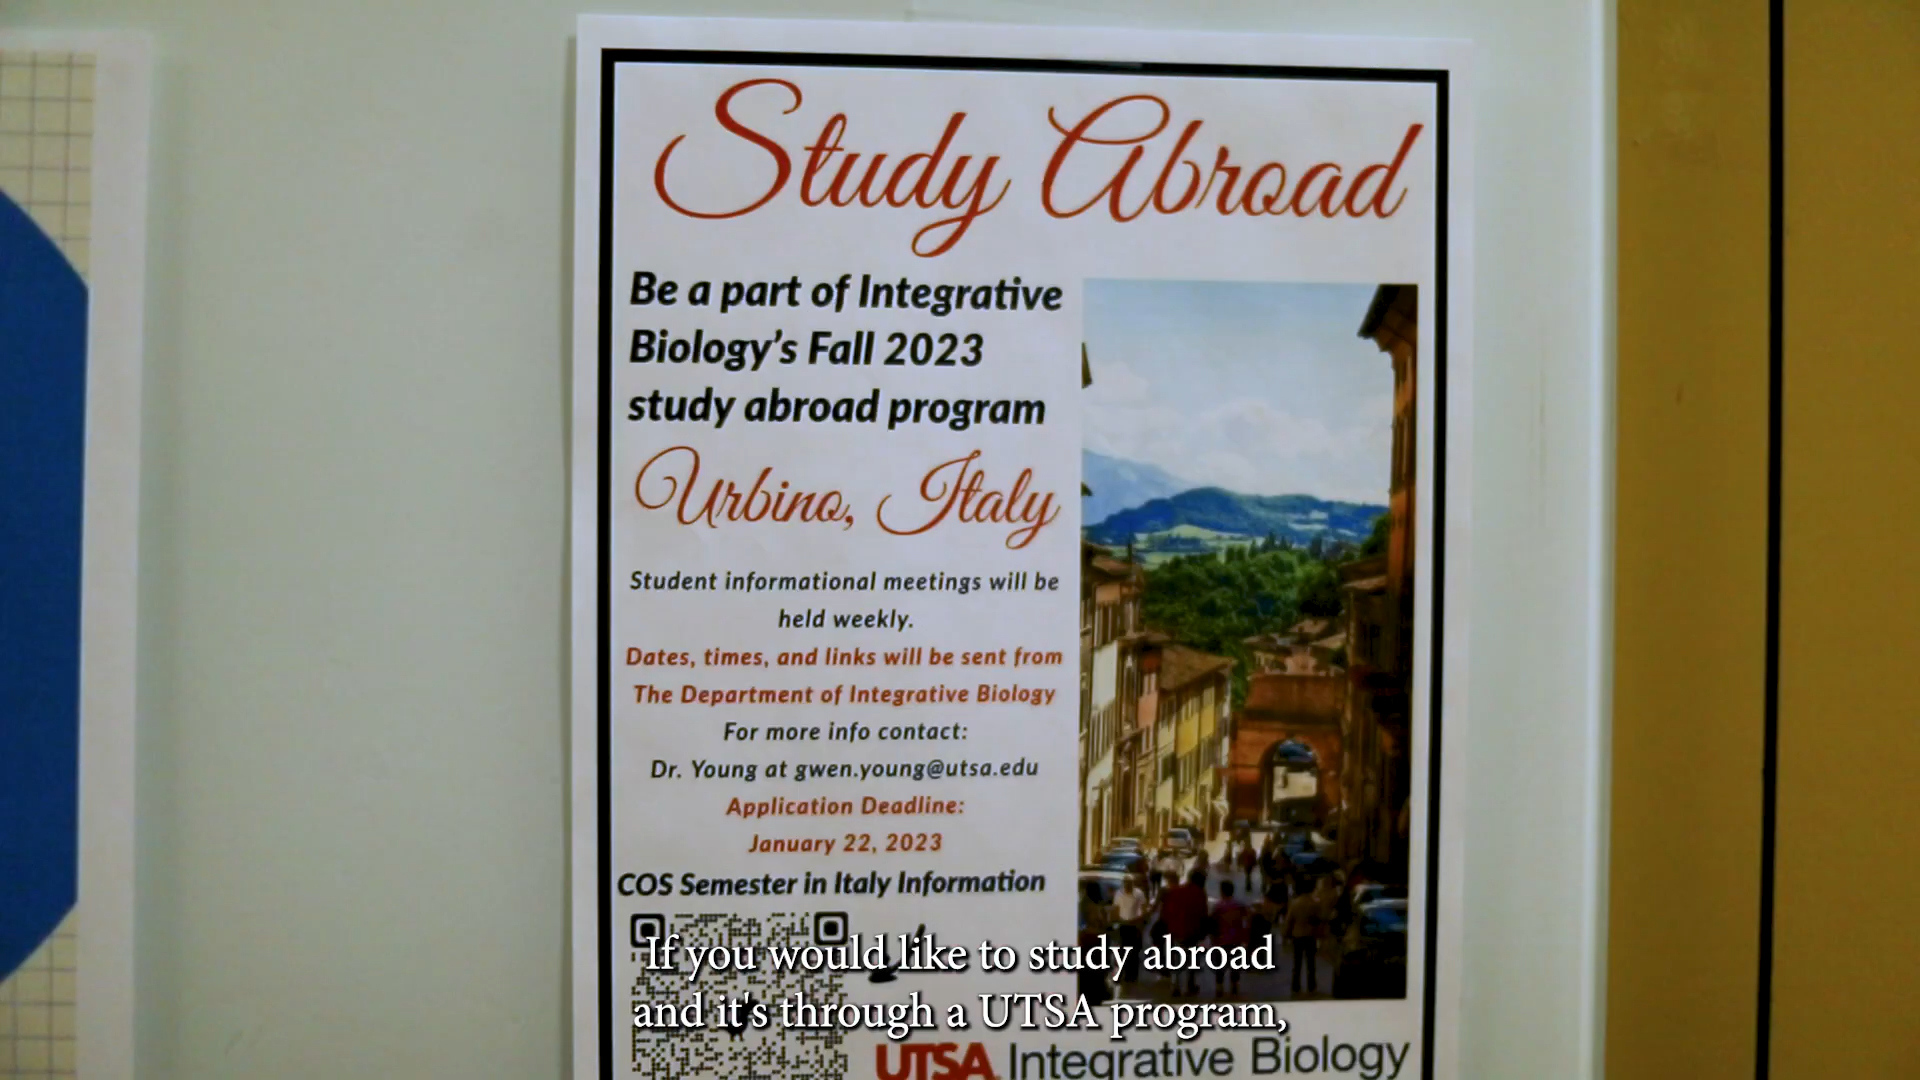 Study Abroad
Be a part of Integrative
Biology's Fall 2023
study abroad program
Urbino, Italy
Student informational meetings will be
held weekly.
Dates, times, and links will be sent from
The Department of Integrative Biology
For more info contact:
Dr. Young at gwen.young@utsa.edu
Application Deadline:
January 22, 2023
COS Semester in Italy Information
If you would like to study abroad
and it's through a UTSA program,
UTSA Integrative Biology